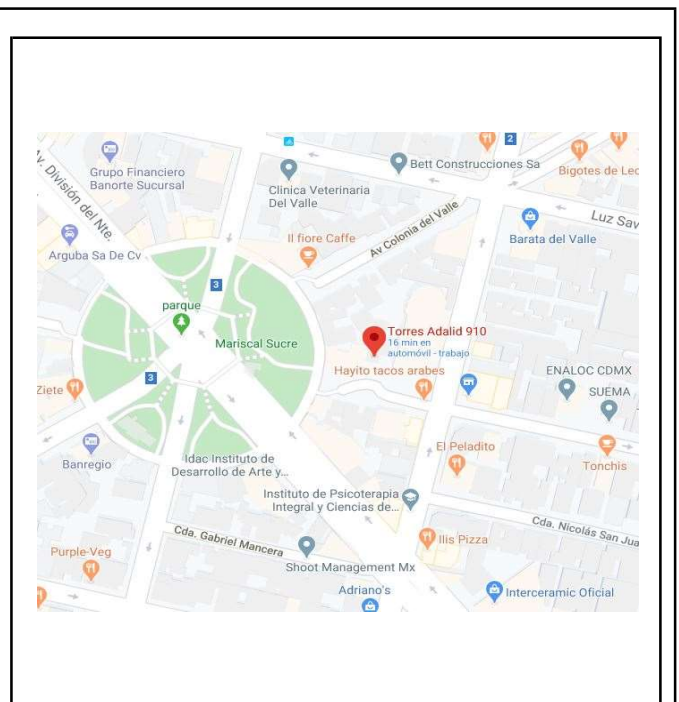 2
Grupo Financiero
Banorte Sucursal
Bett Construcciones Sa
Bigotes de Lec
Clinica Veterinaria
Del Valle
Av. División del Nte.
Av Colonia del Valle
Luz Sav
Il fiore Caffe
Barata del Valle
Arguba Sa De Cv
3
parque
Torres Adalid 910
16 min en
automóvil - trabajo
Mariscal Sucre
Hayito tacos arabes
ENALOC CDMX
3
SUEMA
Ziete
El Peladito
Banregio
Idac Instituto de
Desarrollo de Arte y...
Tonchis
Instituto de Psicoterapia
Integral y Ciencias de...
Cda. Nicolás San Jua
Cda. Gabriel Mancera
Ilis Pizza
Purple-Veg
Shoot Management Mx
Adriano's
Interceramic Oficial